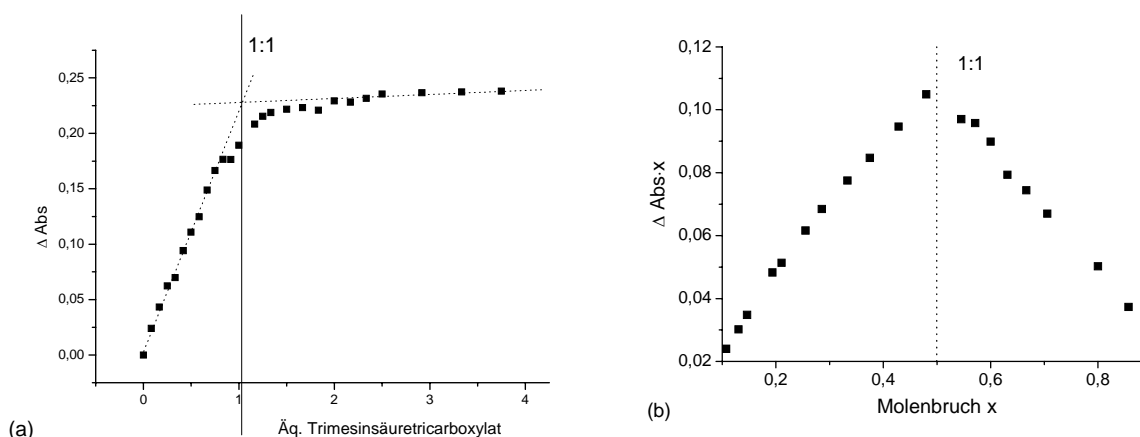 1:1
0,25
0,20
0,15
0,10
0,05
0,00
Δ Abs
0 1 2 3 4
Äq. Trimesinsäuretricarboxylat
(a)
0,12
1:1
0,10
0,08
0,06
0,04
0,02
Δ Abs·x
0,2 0,4 0,6 0,8
Molenbruch x
(b)